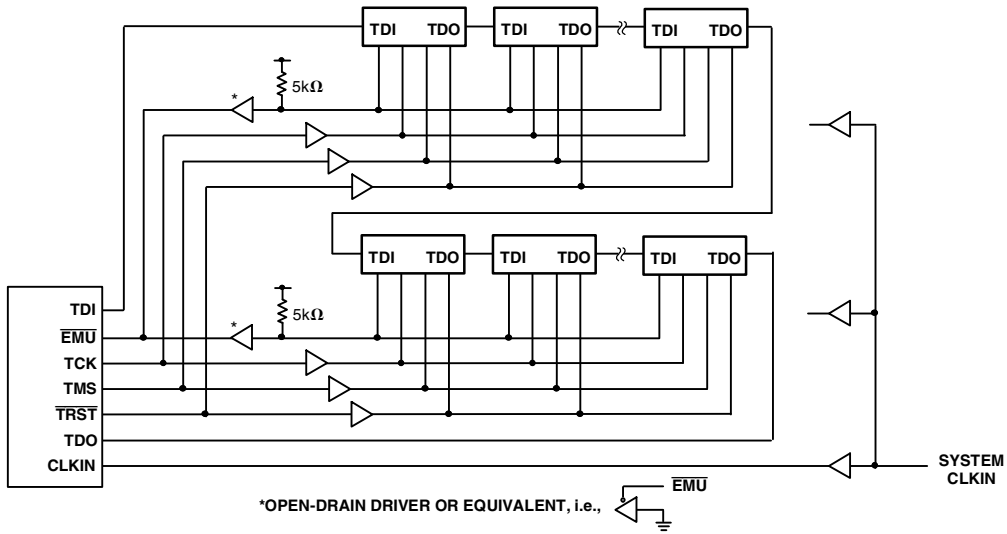 TDI TDO TDI TDO TDI TDO
5kΩ
*
TDI TDO TDI TDO TDI TDO
5kΩ
*
TDI
EMU
TCK
TMS
TRST
TDO
CLKIN
SYSTEM
CLKIN
*OPEN-DRAIN DRIVER OR EQUIVALENT, i.e.,
EMU